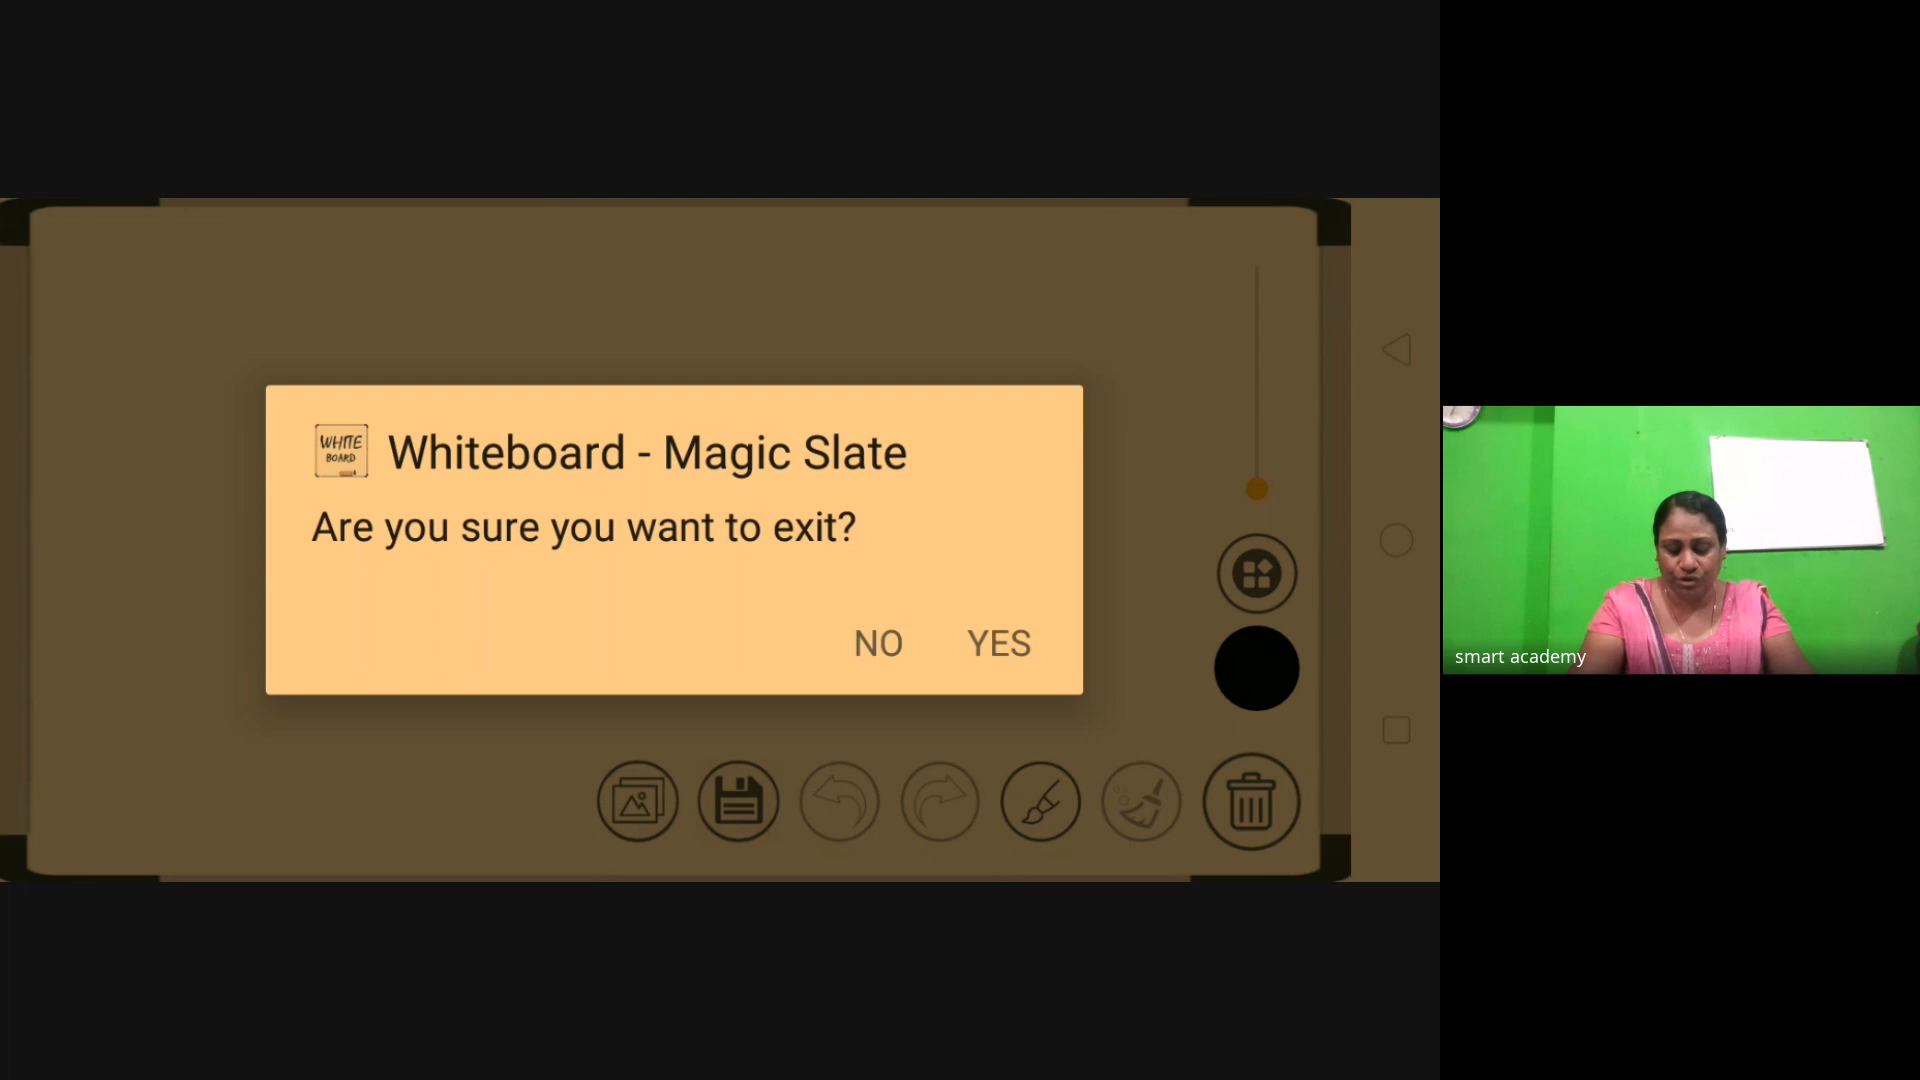 WHITE
BOARD
Whiteboard - Magic Slate
Are you sure you want to exit?
NO YES
smart academy